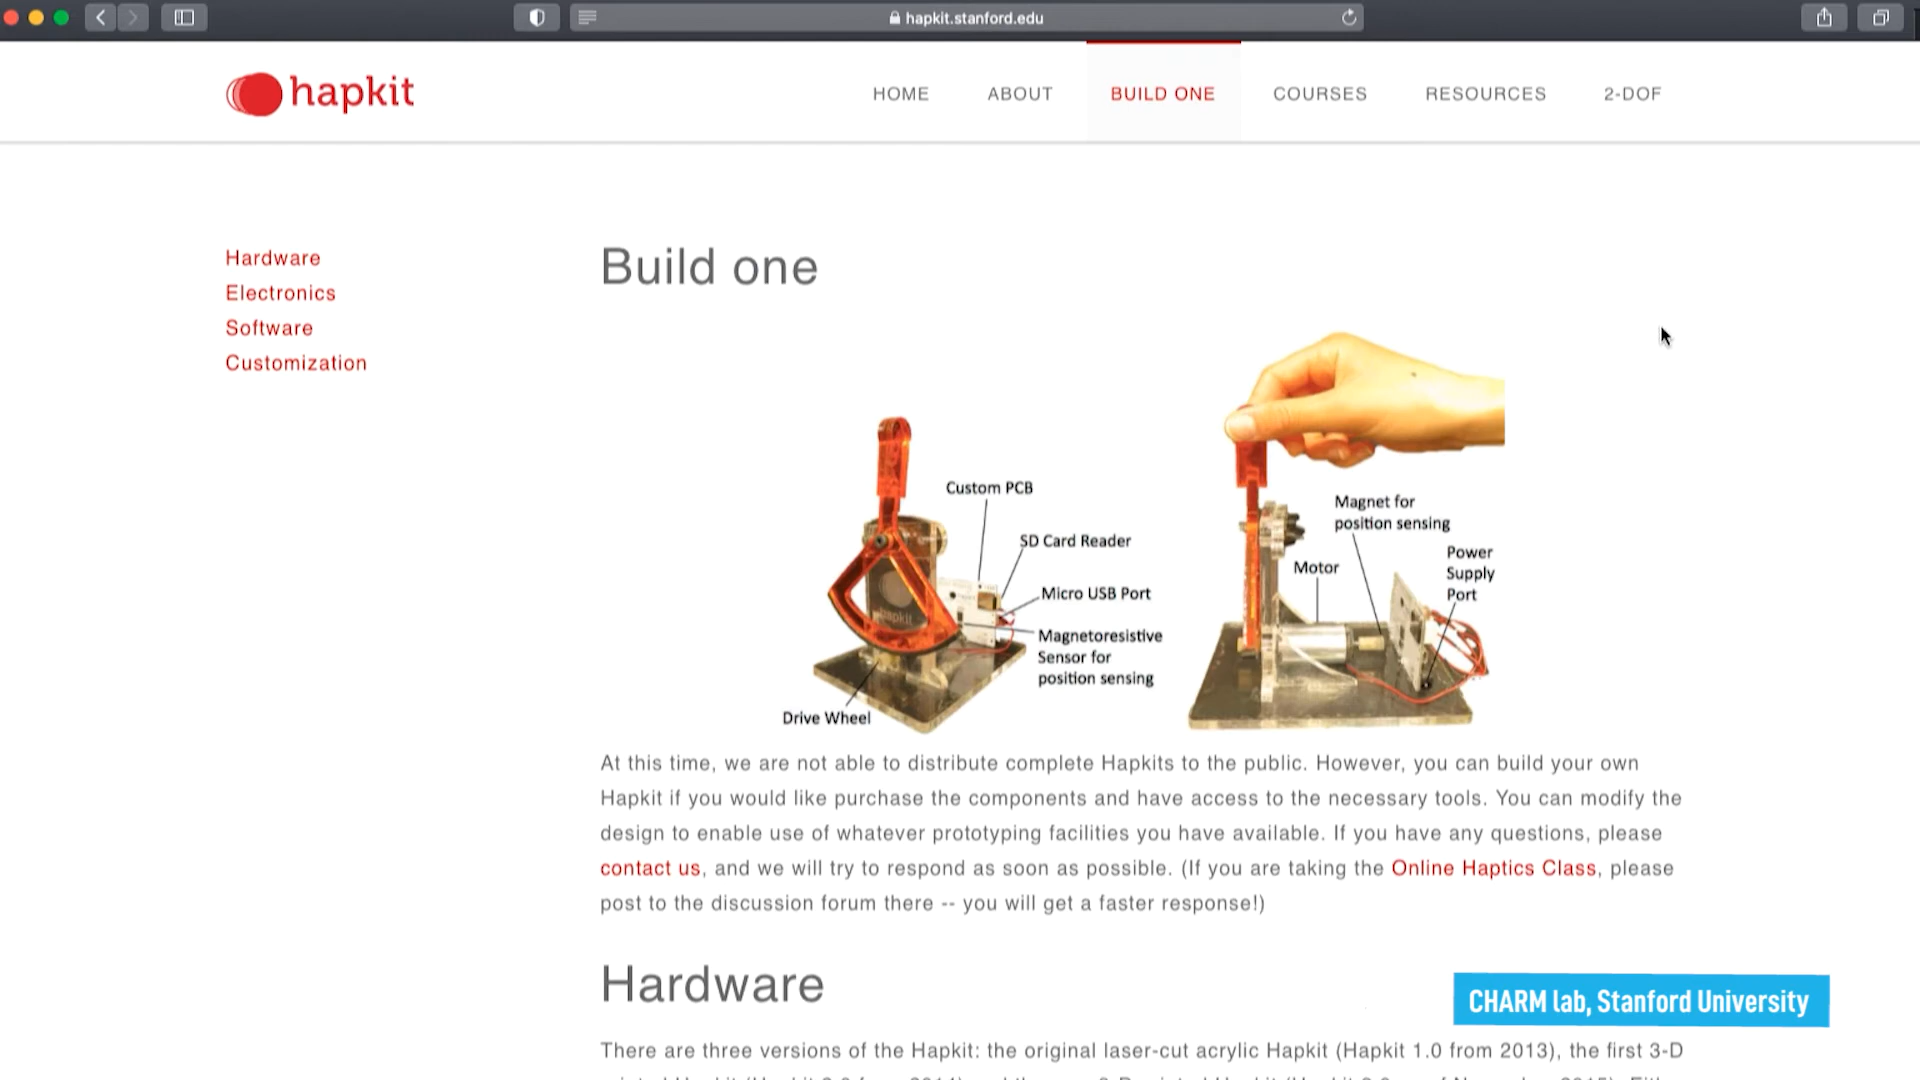 hapkit.stanford.edu
hapkit
HOME
ABOUT
BUILD ONE
COURSES
RESOURCES
2-DOF
Hardware
Electronics
Software
Customization
Build one
Custom PCB
SD Card Reader
Micro USB Port
Magnetoresistive
Sensor for
position sensing
Drive Wheel
hapkit
Magnet for
position sensing
Motor
Power
Supply
Port
At this time, we are not able to distribute complete Hapkits to the public. However, you can build your own
Hapkit if you would like purchase the components and have access to the necessary tools. You can modify the
design to enable use of whatever prototyping facilities you have available. If you have any questions, please
contact us, and we will try to respond as soon as possible. (If you are taking the Online Haptics Class, please
post to the discussion forum there -- you will get a faster response!)
Hardware
CHARM lab, Stanford University
There are three versions of the Hapkit: the original laser-cut acrylic Hapkit (Hapkit 1.0 from 2013), the first 3-D